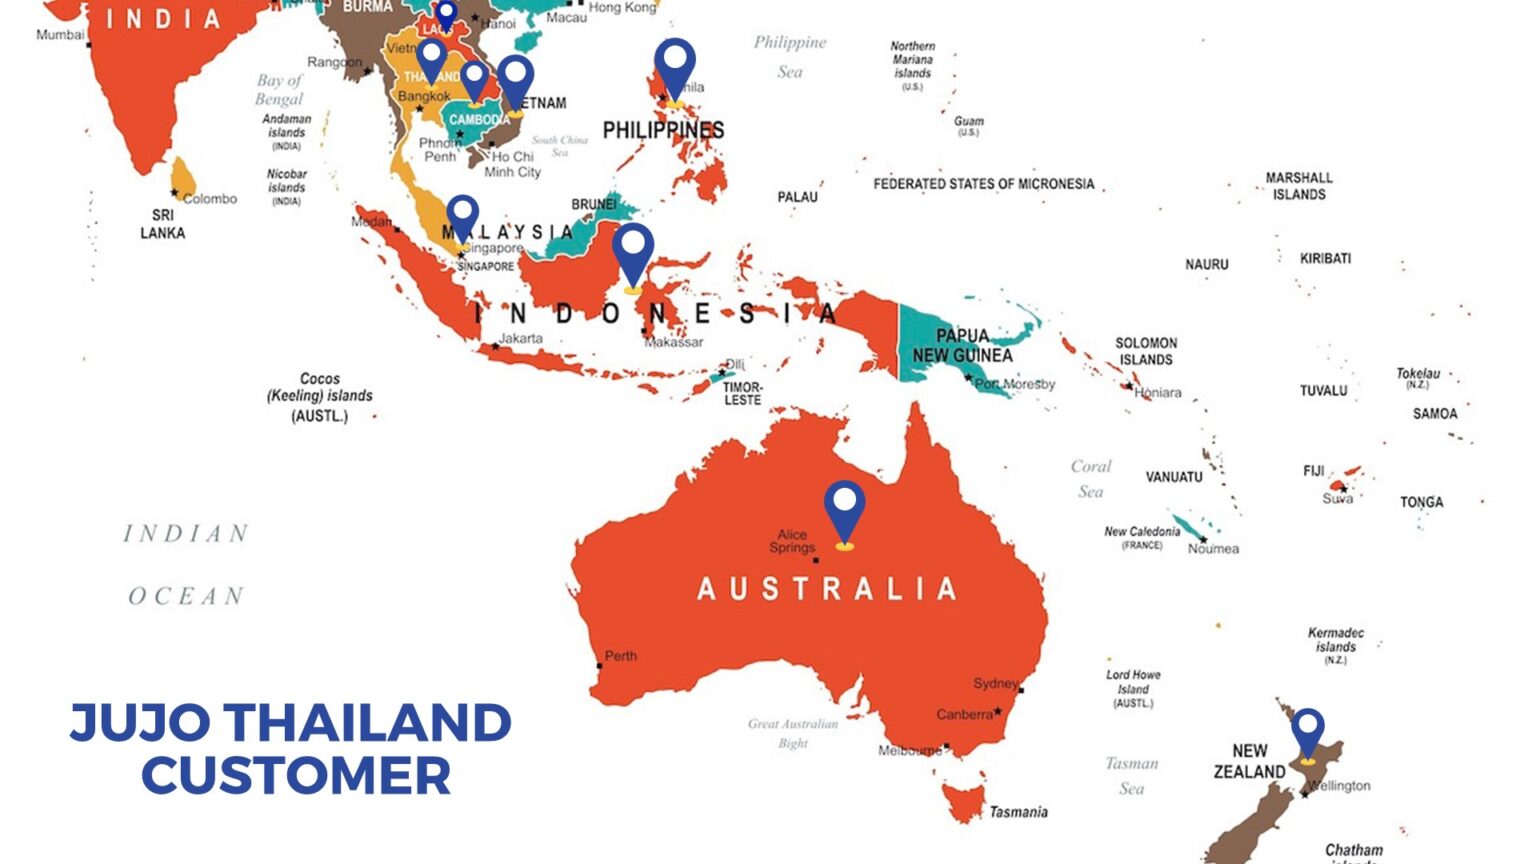 INDIA
BURMA
Mumbai
Hanoi
Macau
Hong Kong
Rangoon
THAILAND
Bangkok
CAMBODIA
Phnom
Penh
Ho Chi
Minh City
South China
Sea
PHILIPPINES
Philippine
Sea
Northern
Mariana
islands
(U.S.)
Guam
(U.S.)
Bay of
Bengal
Andaman
islands
(INDIA)
Nicobar
islands
(INDIA)
Colombo
SRI
LANKA
PALAU
FEDERATED STATES OF MICRONESIA
MARSHALL
ISLANDS
Medan
MALAYSIA
BRUNEI
Singapore
SINGAPORE
NAURU
KIRIBATI
INDONESIA
Jakarta
Makassar
Dili
TIMOR-
LESTE
PAPUA
NEW GUINEA
Port Moresby
SOLOMON
ISLANDS
Honiara
TUVALU
Tokelau
(N.Z.)
SAMOA
Cocos
(Keeling) islands
(AUSTL.)
Coral
Sea
VANUATU
FIJI
Suva
TONGA
New Caledonia
(FRANCE)
Noumea
INDIAN
OCEAN
Alice
Springs
AUSTRALIA
Perth
Sydney
Canberra
Melbourne
Great Australian
Bight
Tasmania
Lord Howe
Island
(AUSTL.)
Kermadec
islands
(N.Z.)
Tasman
Sea
NEW
ZEALAND
Wellington
Chatham
islands
JUJO THAILAND
CUSTOMER